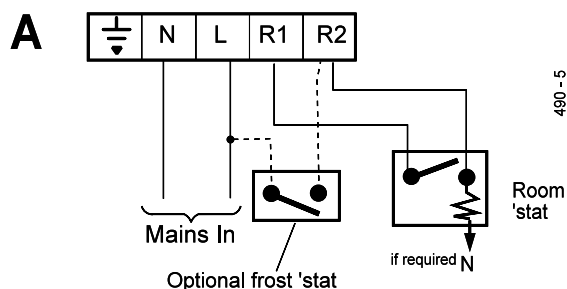 A
N L R1 R2
490 - 5
Mains In
Optional frost 'stat
Room
'stat
if required N